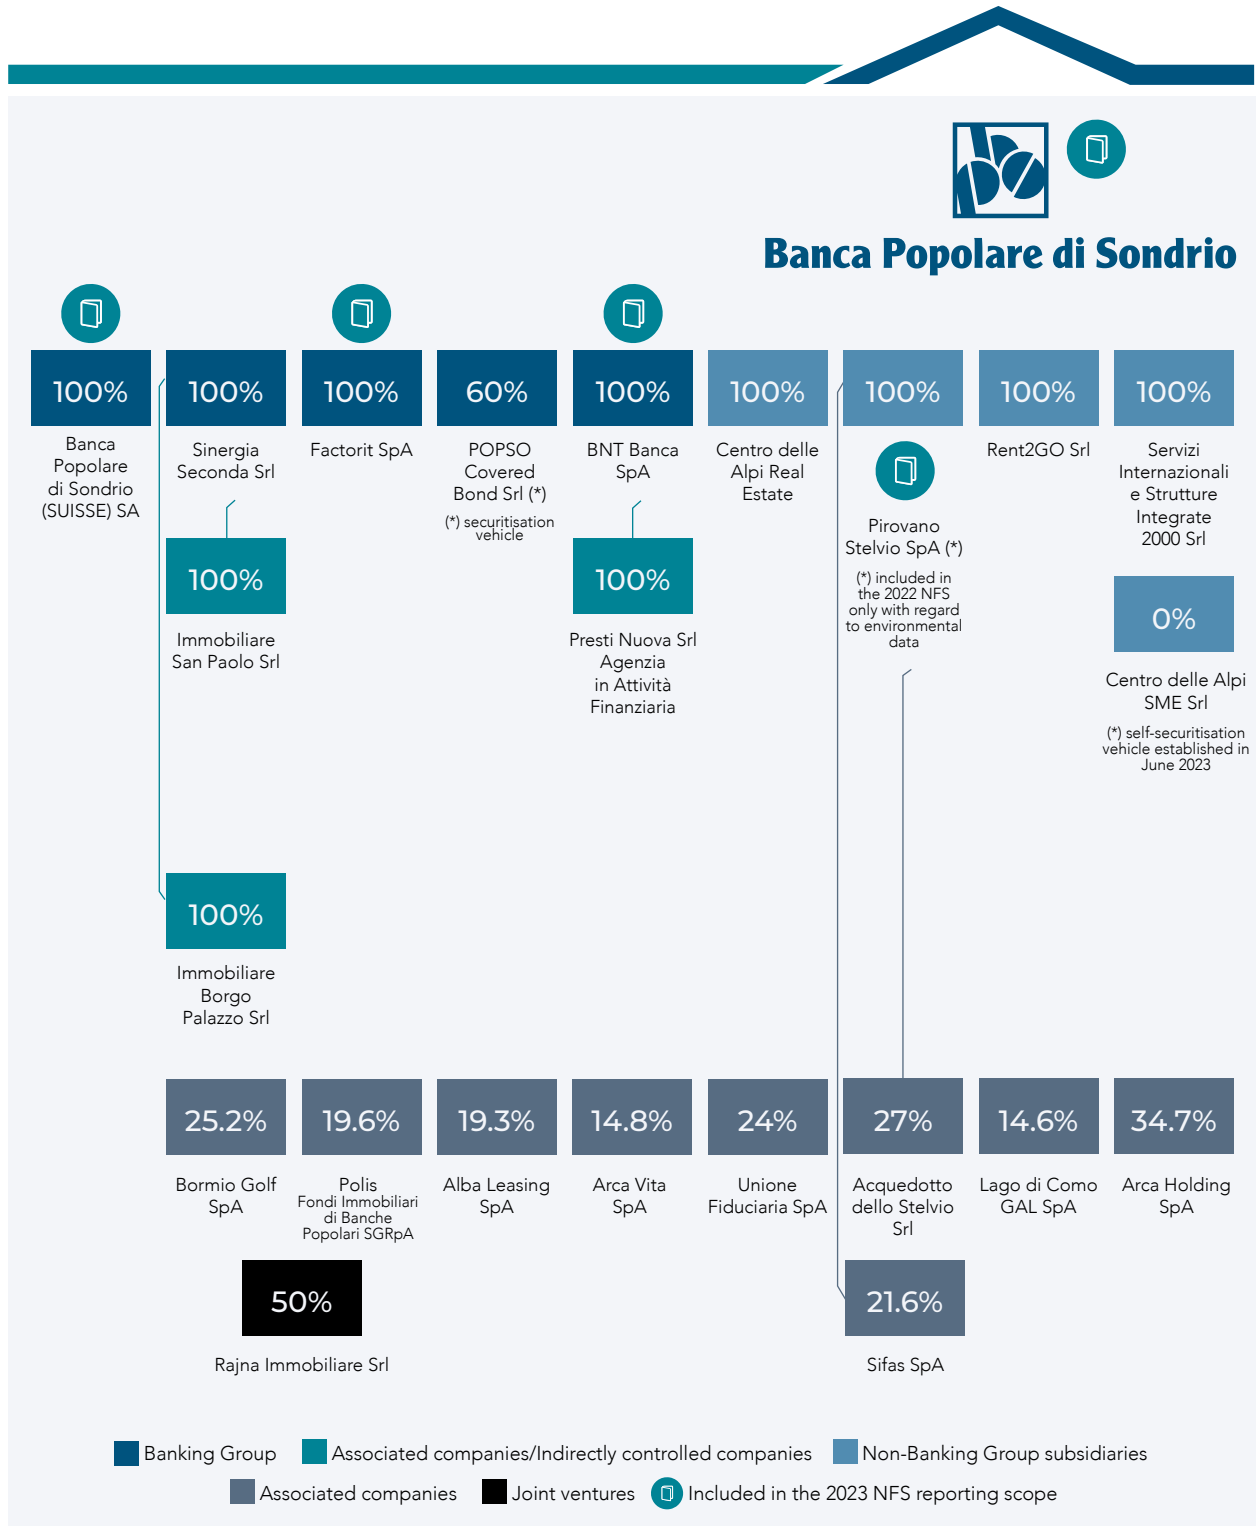 Banca Popolare di Sondrio
100%
Banca
Popolare
di Sondrio
(SUISSE) SA
100%
Sinergia
Seconda Srl
100%
Factorit SpA
60%
POPSO
Covered
Bond Srl (*)
(*) securitisation
vehicle
100%
BNT Banca
SpA
100%
Centro delle
Alpi Real
Estate
100%
Pirovano
Stelvio SpA (*)
(*) included in
the 2022 NFS
only with regard
to environmental
data
100%
Rent2GO Srl
100%
Servizi
Internazionali
e Strutture
Integrate
2000 Srl
100%
Immobiliare
San Paolo Srl
100%
Presti Nuova Srl
Agenzia
in Attività
Finanziaria
0%
Centro delle Alpi
SME Srl
(*) self-securitisation
vehicle established in
June 2023
100%
Immobiliare
Borgo
Palazzo Srl
25.2%
Bormio Golf
SpA
19.6%
Polis
Fondi Immobiliari
di Banche
Popolari SGRpA
19.3%
Alba Leasing
SpA
14.8%
Arca Vita
SpA
24%
Unione
Fiduciaria SpA
27%
Acquedotto
dello Stelvio
Srl
14.6%
Lago di Como
GAL SpA
34.7%
Arca Holding
SpA
50%
Rajna Immobiliare Srl
21.6%
Sifas SpA
Banking Group
Associated companies/Indirectly controlled companies
Non-Banking Group subsidiaries
Associated companies
Joint ventures
Included in the 2023 NFS reporting scope